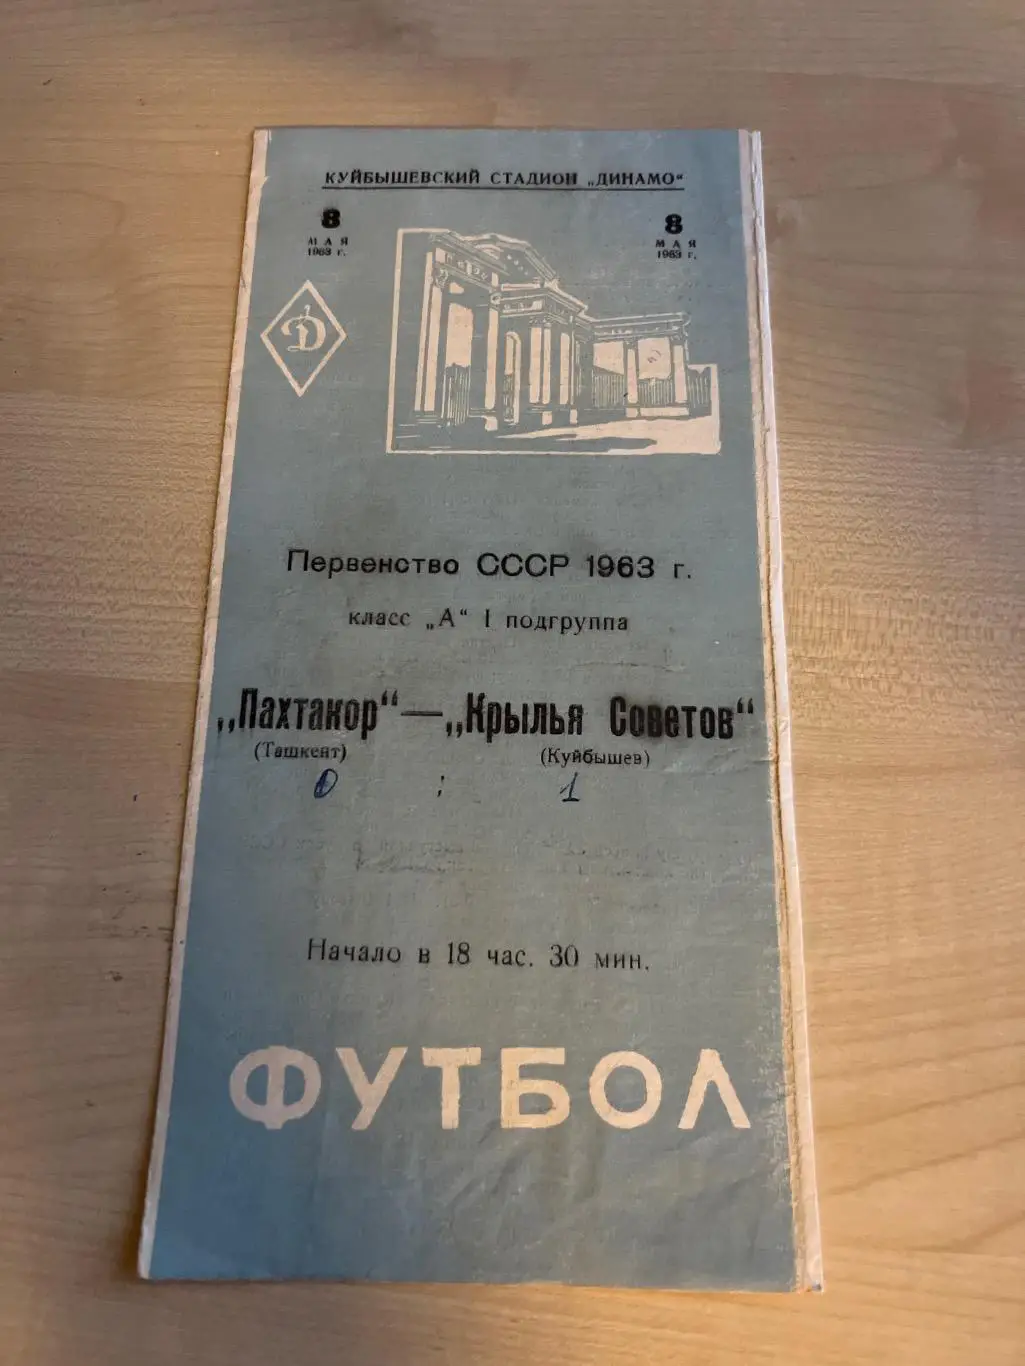 КУЙБЫШЕВСКИЙ СТАДИОН „ДИНАМО“
8 8
МАЯ МАЯ
1963 г. 1963 г.
Д
Первенство СССР 1963 г.
класс „А“ I подгруппа
„Пахтакор“—„Крылья Советов“
(Ташкент) (Куйбышев)
0 : 1
Начало в 18 час. 30 мин.
ФУТБОЛ